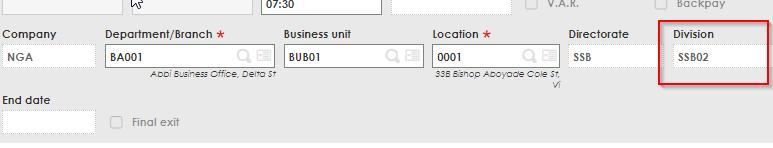 07:30
V.A.R. Backpay
Company Department/Branch * Business unit Location * Directorate Division
NGA BA001 BUB01 0001 SSB SSB02
Abbi Business Office, Delta St 33B Bishop Aboyade Cole St,
Vi
End date
Final exit